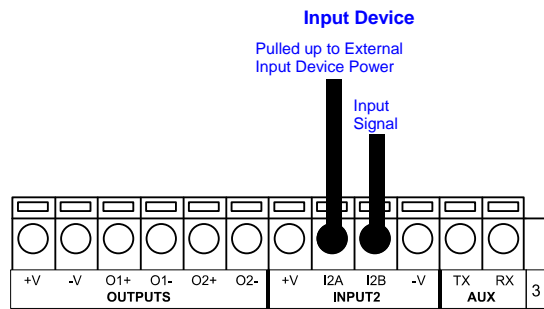 Input Device
Pulled up to External
Input Device Power
Input
Signal
+V -V O1+ O1- O2+ O2- +V I2A I2B -V TX RX
OUTPUTS INPUT2 AUX 3